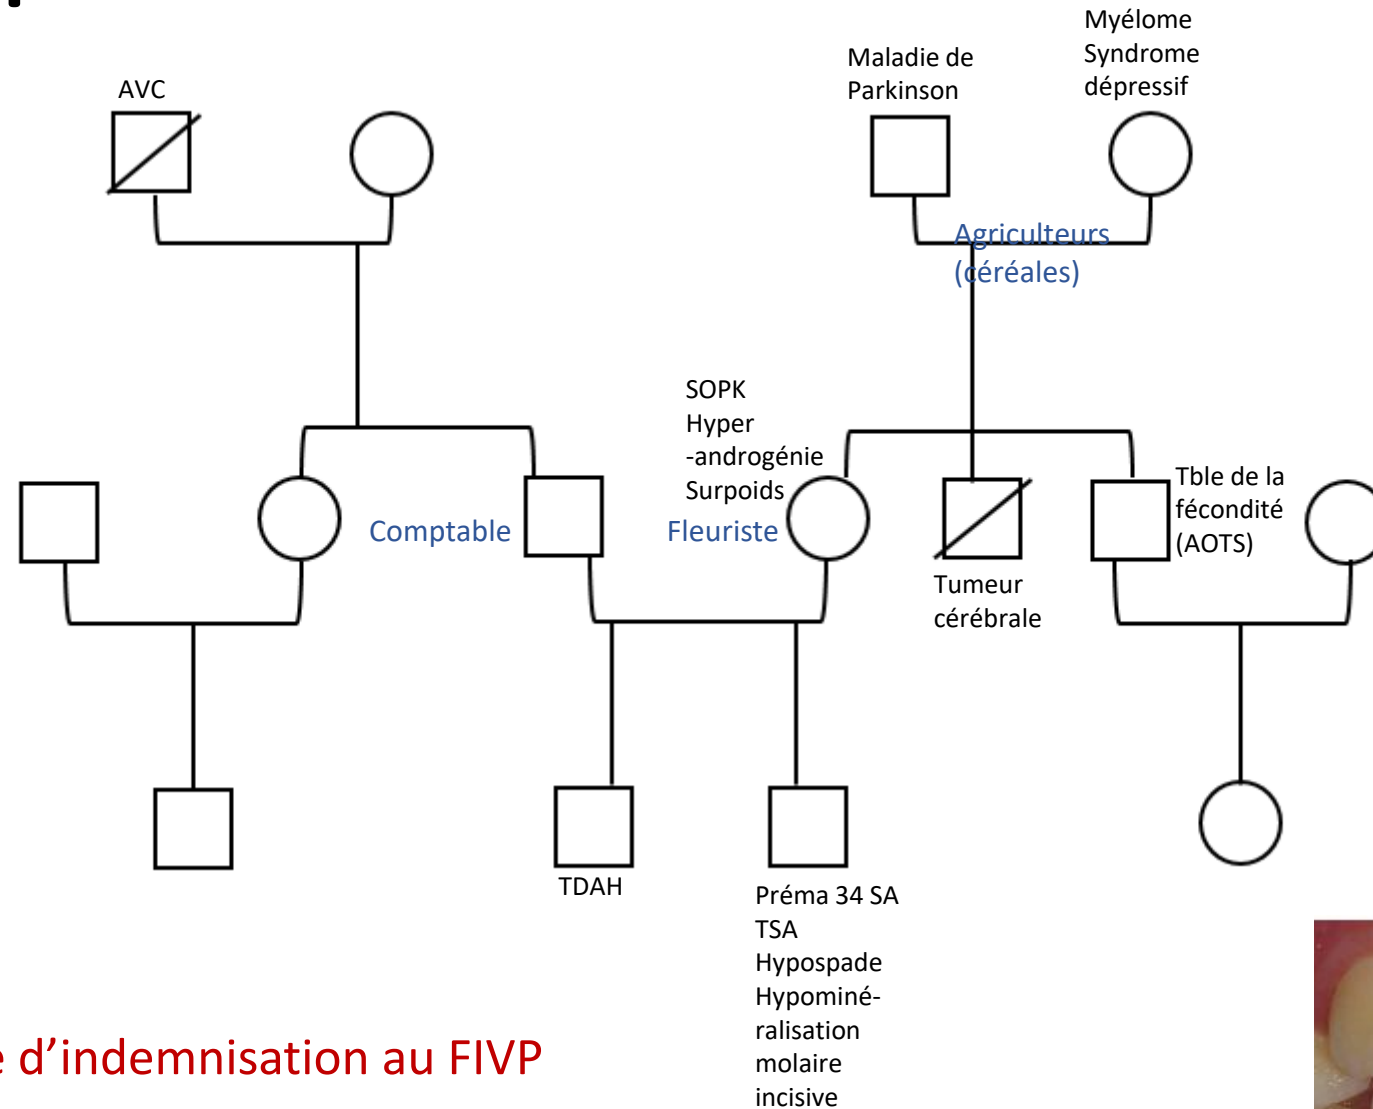 AVC
Maladie de
Parkinson
Myélome
Syndrome
dépressif
Agriculteurs
(céréales)
SOPK
Hyper
-androgénie
Surpoids
Comptable
Fleuriste
Tumeur
cérébrale
Tble de la
fécondité
(AOTS)
TDAH
Préma 34 SA
TSA
Hypospade
Hypominé-
ralisation
molaire
incisive
d’indemnisation au FIVP